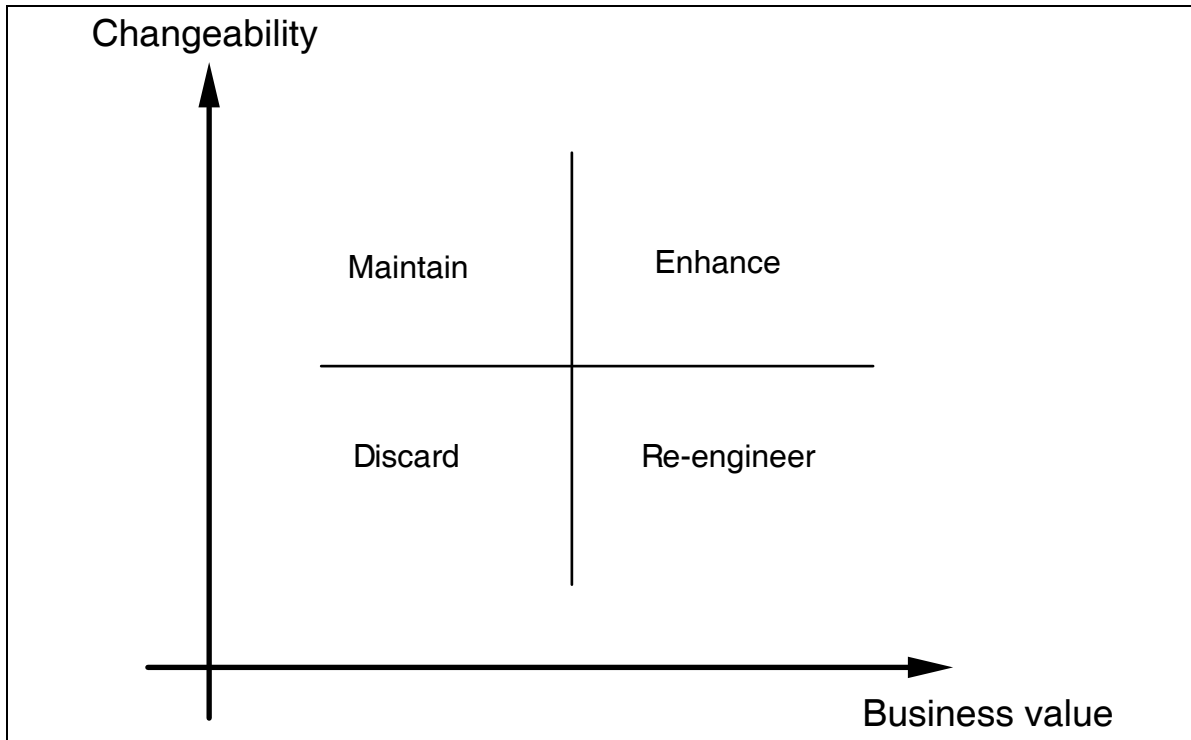 Changeability
Maintain
Enhance
Discard
Re-engineer
Business value